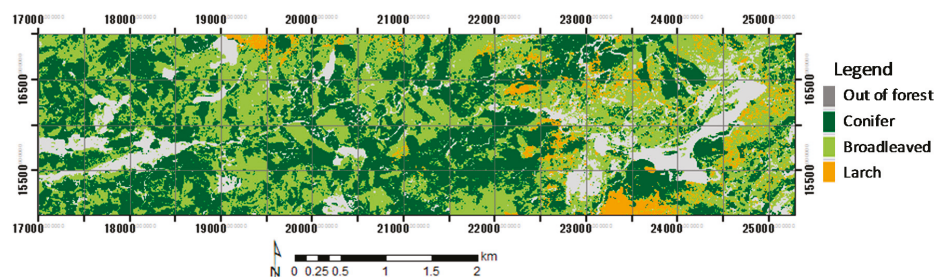 17000 18000 19000 20000 21000 22000 23000 24000 25000
16500 16500
15500 15500
17000 18000 19000 20000 21000 22000 23000 24000 25000
Legend
Out of forest
Conifer
Broadleaved
Larch
N
km
0 0.25 0.5 1 1.5 2